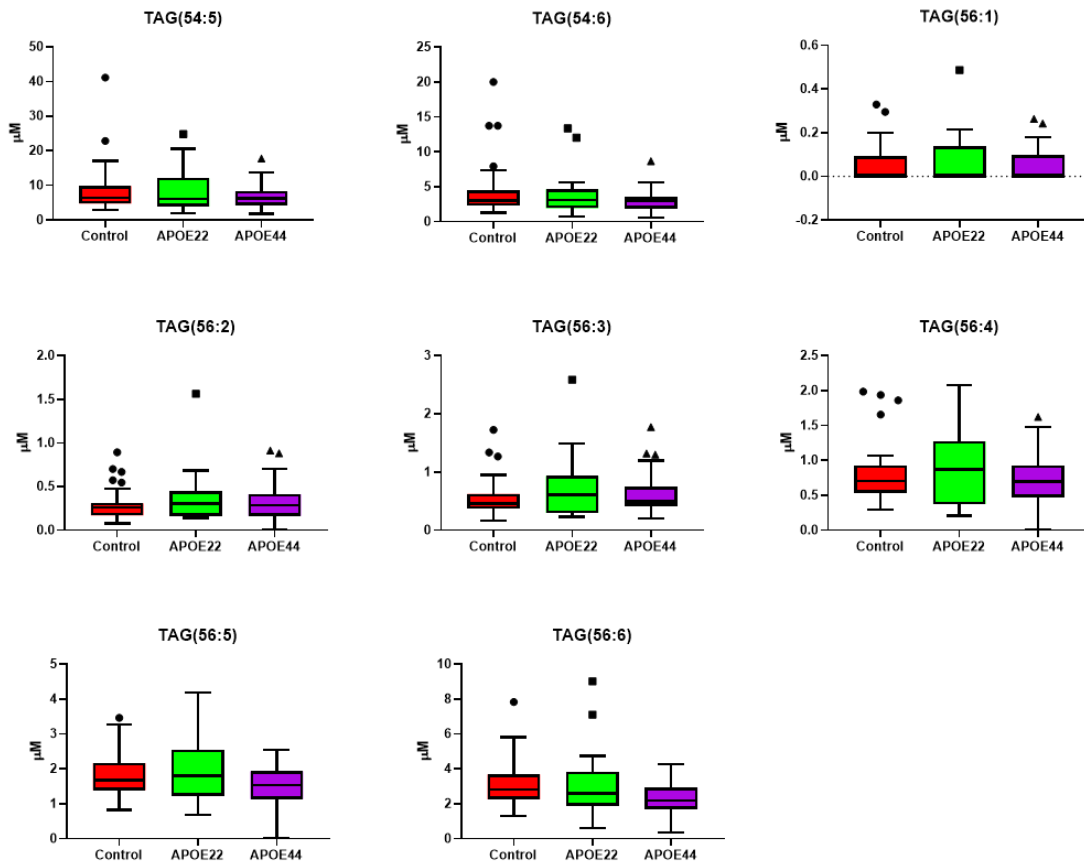 TAG(54:5)
50
40
30
20
10
0
μM
Control APOE22 APOE44
TAG(54:6)
25
20
15
10
5
0
μM
Control APOE22 APOE44
TAG(56:1)
0.6
0.4
0.2
0.0
-0.2
μM
Control APOE22 APOE44
TAG(56:2)
2.0
1.5
1.0
0.5
0.0
μM
Control APOE22 APOE44
TAG(56:3)
3
2
1
0
μM
Control APOE22 APOE44
TAG(56:4)
2.5
2.0
1.5
1.0
0.5
0.0
μM
Control APOE22 APOE44
TAG(56:5)
5
4
3
2
1
0
μM
Control APOE22 APOE44
TAG(56:6)
10
8
6
4
2
0
μM
Control APOE22 APOE44